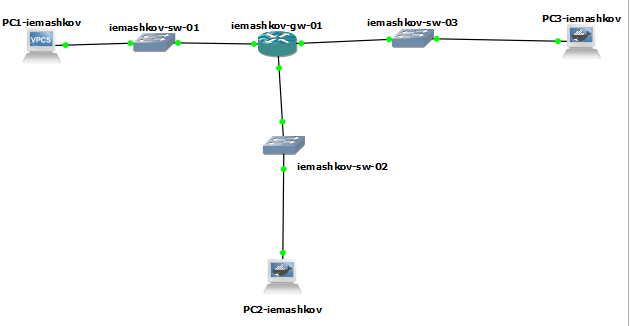 PC1-iemashkov
iemashkov-sw-01
iemashkov-gw-01
iemashkov-sw-03
PC3-iemashkov
VPCS
iemashkov-sw-02
PC2-iemashkov